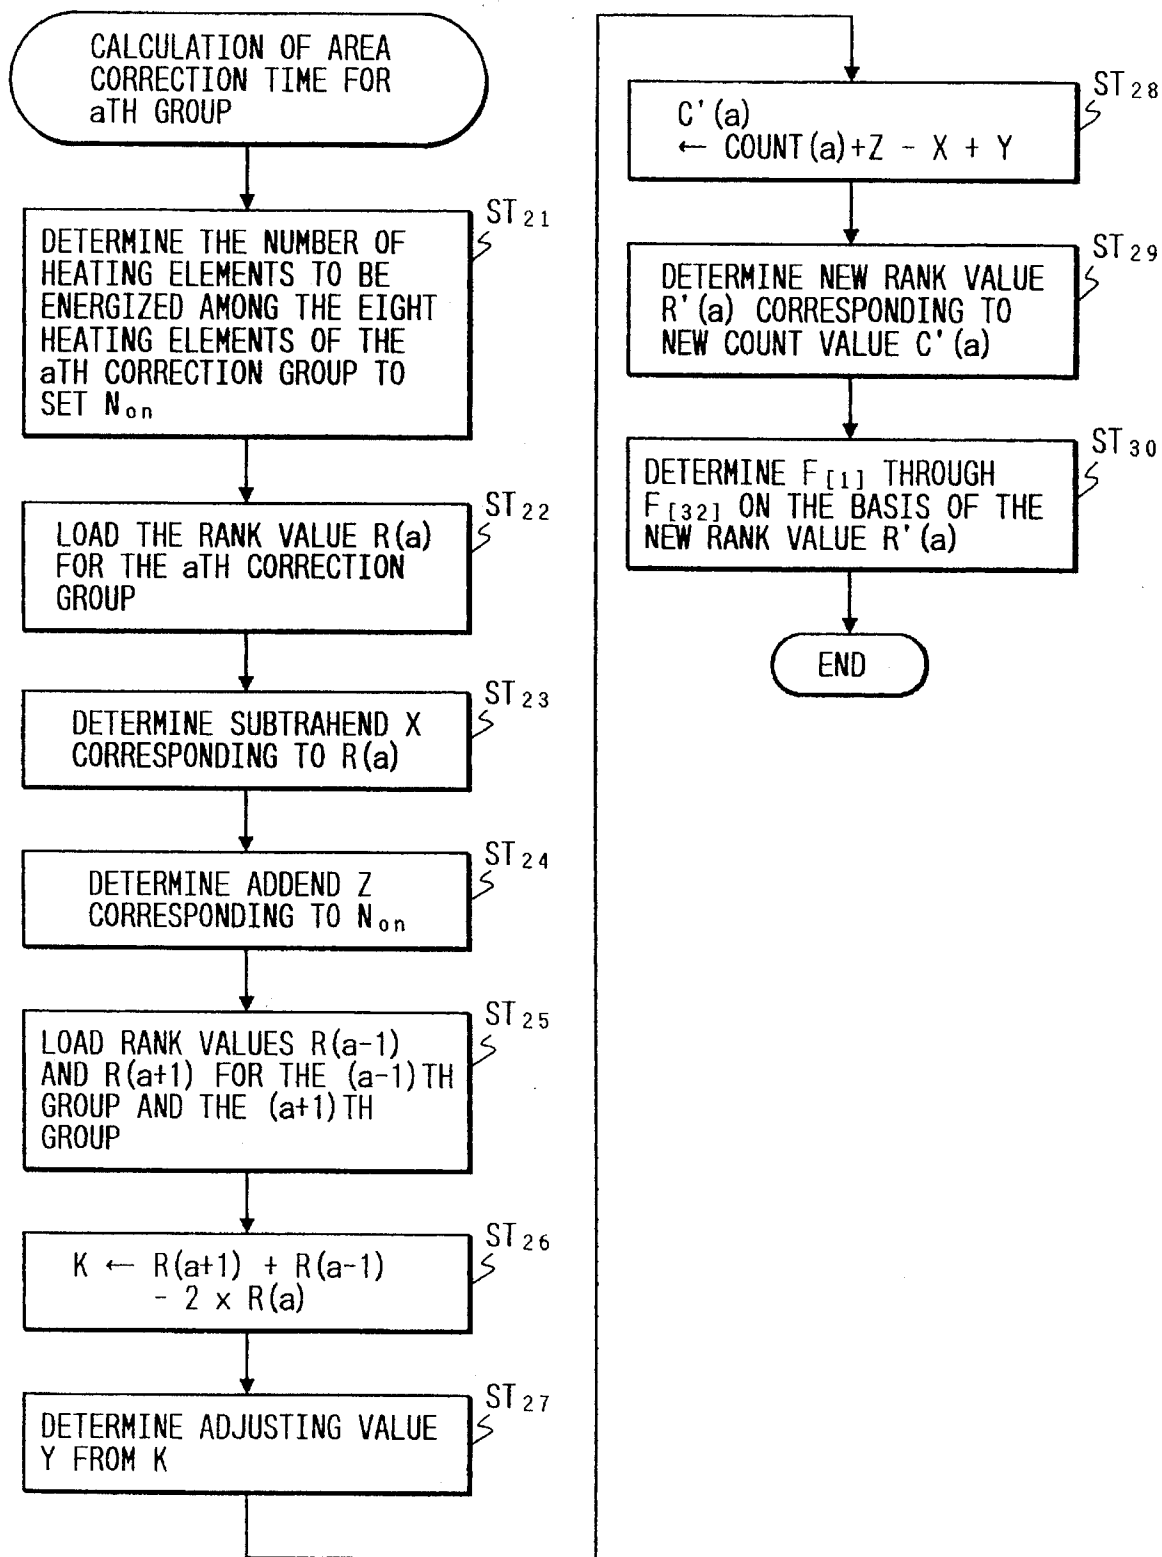 CALCULATION OF AREA
CORRECTION TIME FOR
aTH GROUP
ST21
DETERMINE THE NUMBER OF
HEATING ELEMENTS TO BE
ENERGIZED AMONG THE EIGHT
HEATING ELEMENTS OF THE
aTH CORRECTION GROUP TO
SET Non
ST22
LOAD THE RANK VALUE R(a)
FOR THE aTH CORRECTION
GROUP
ST23
DETERMINE SUBTRAHEND X
CORRESPONDING TO R(a)
ST24
DETERMINE ADDEND Z
CORRESPONDING TO Non
ST25
LOAD RANK VALUES R(a-1)
AND R(a+1) FOR THE (a-1)TH
GROUP AND THE (a+1)TH
GROUP
ST26
K ← R(a+1) + R(a-1)
- 2 x R(a)
ST27
DETERMINE ADJUSTING VALUE
Y FROM K
ST28
C'(a)
← COUNT(a)+Z - X + Y
ST29
DETERMINE NEW RANK VALUE
R'(a) CORRESPONDING TO
NEW COUNT VALUE C'(a)
ST30
DETERMINE F[1] THROUGH
F[32] ON THE BASIS OF THE
NEW RANK VALUE R'(a)
END